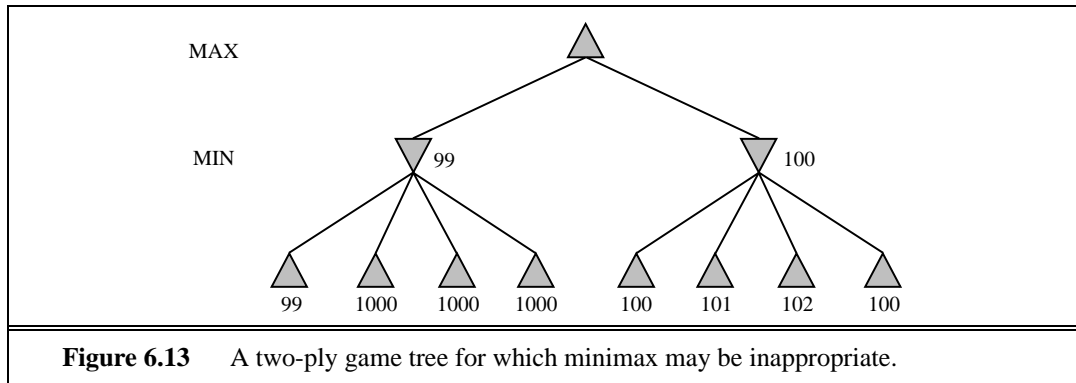 MAX
MIN
99
100
99 1000 1000 1000 100 101 102 100
Figure 6.13 A two-ply game tree for which minimax may be inappropriate.